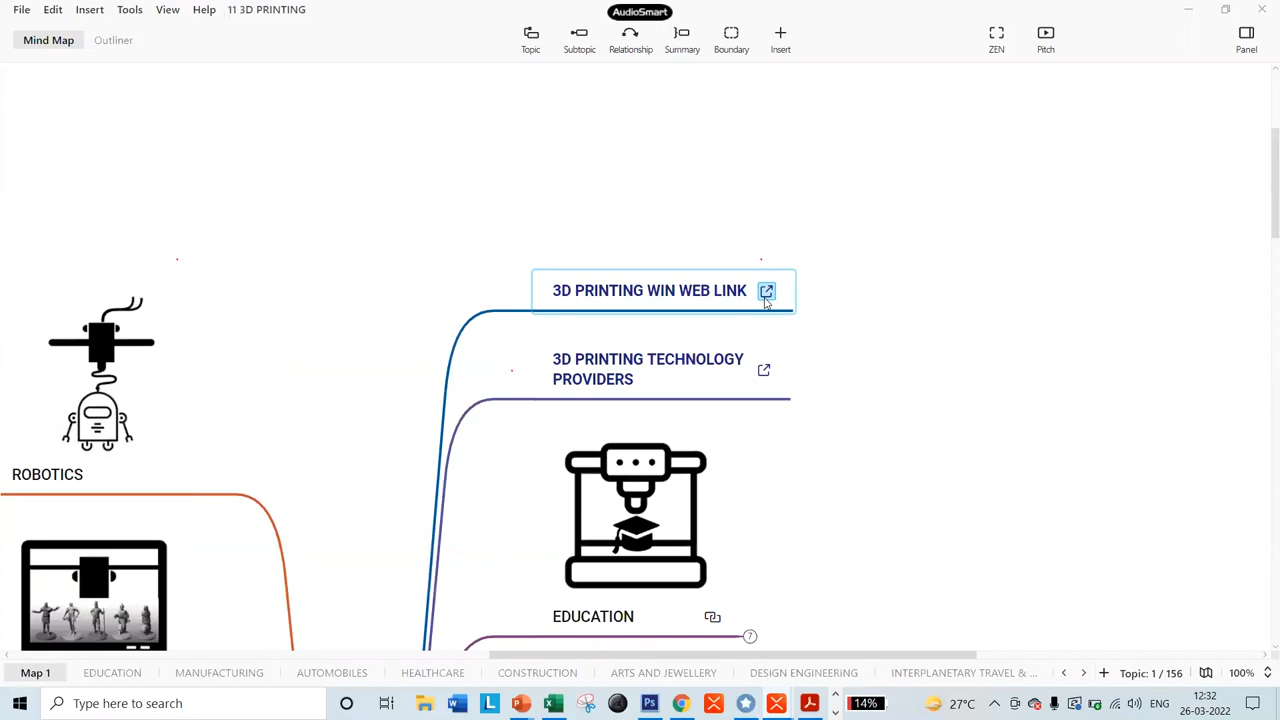 File Edit Insert Tools View Help 11 3D PRINTING
AudioSmart
Mind Map Outliner
Topic Subtopic Relationship Summary Boundary Insert ZEN Pitch Panel
3D PRINTING WIN WEB LINK
3D PRINTING TECHNOLOGY
PROVIDERS
ROBOTICS
EDUCATION
7
Map 1 EDUCATION MANUFACTURING AUTOMOBILES HEALTHCARE CONSTRUCTION ARTS AND JEWELLERY DESIGN ENGINEERING INTERPLANETARY TRAVEL & ... Topic: 1 / 156 100%
Type here to search 14% 27°C ENG 12:32
26-03-2022